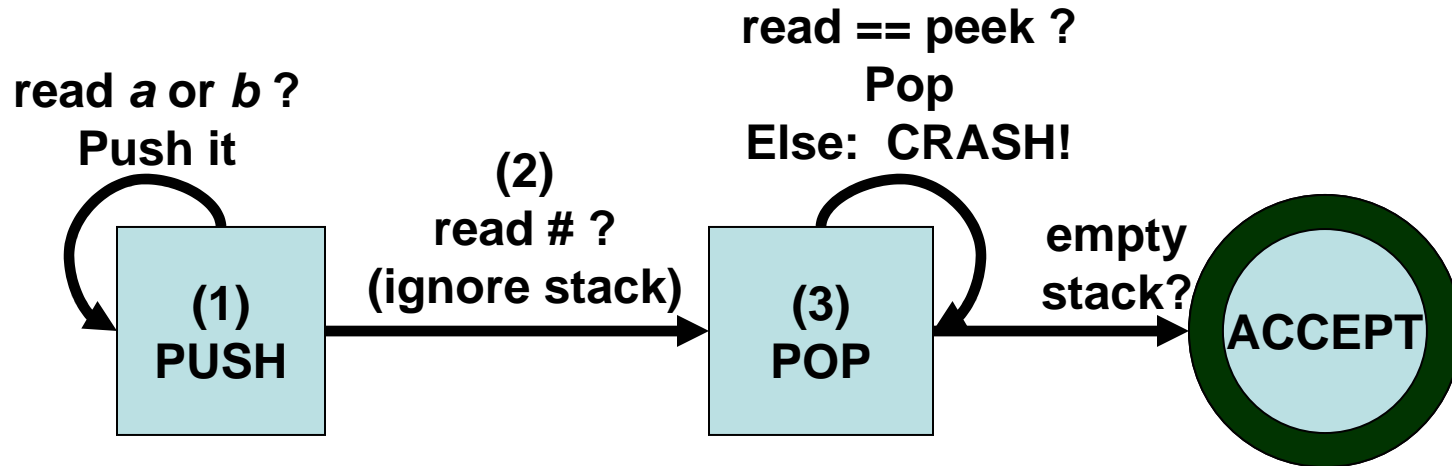 read a or b ?
Push it
(1)
PUSH
(2)
read # ?
(ignore stack)
read == peek ?
Pop
Else: CRASH!
(3)
POP
empty
stack?
ACCEPT